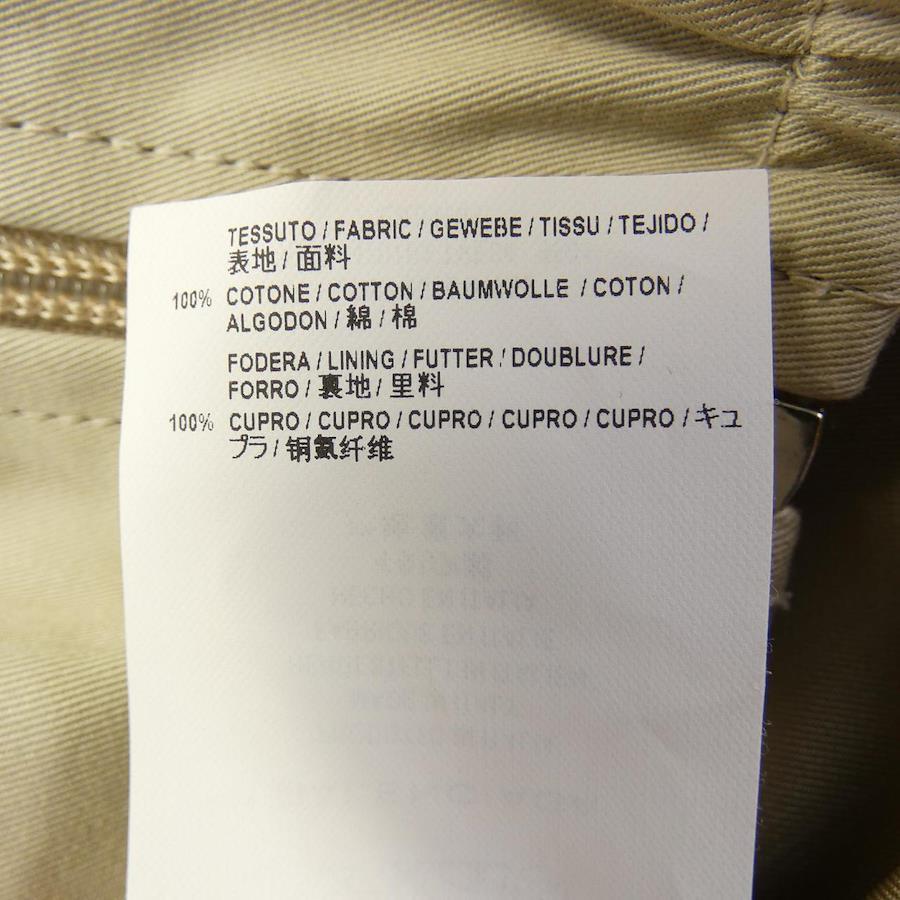 TESSUTO / FABRIC / GEWEBE / TISSU / TEJIDO /
表地 / 面料
100% COTONE / COTTON / BAUMWOLLE / COTON /
ALGODON / 綿 / 棉
FODERA / LINING / FUTTER / DOUBLURE /
FORRO / 裏地 / 里料
100% CUPRO / CUPRO / CUPRO / CUPRO / CUPRO / キュ
プラ / 铜氨纤维